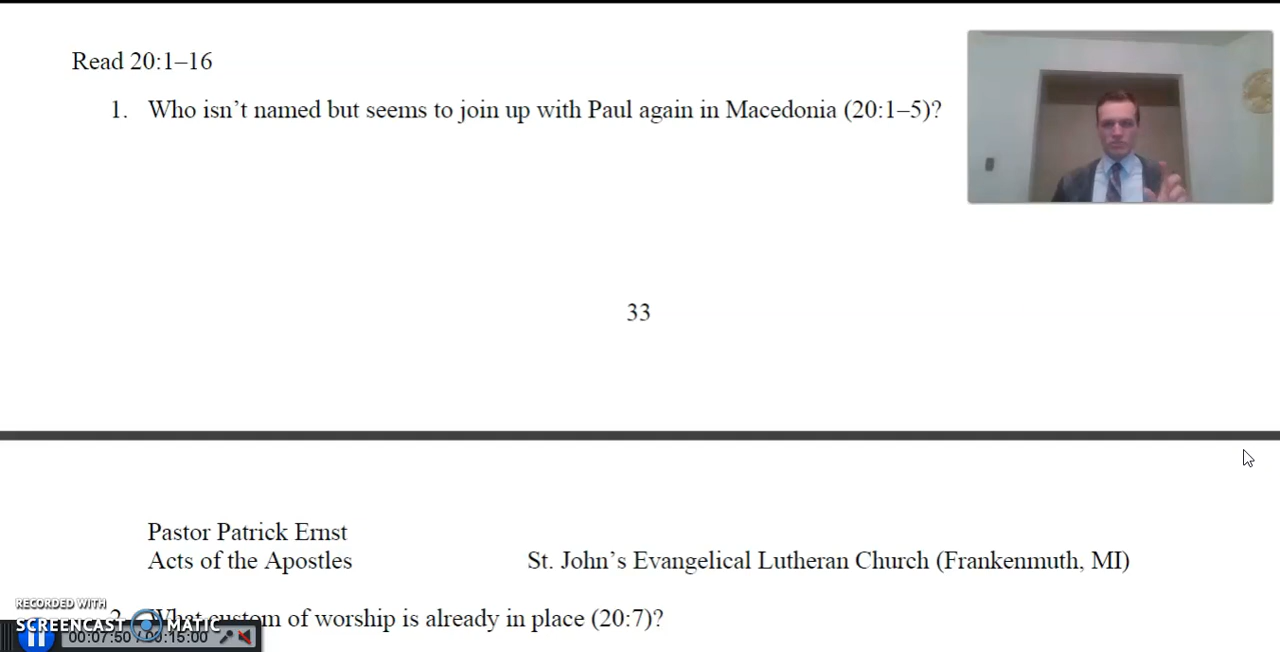 Read 20:1–16
1. Who isn’t named but seems to join up with Paul again in Macedonia (20:1–5)?
33
Pastor Patrick Ernst
Acts of the Apostles
St. John’s Evangelical Lutheran Church (Frankenmuth, MI)
2. What custom of worship is already in place (20:7)?
RECORDED WITH
SCREENCAST MATIC
00:07:50 / 00:15:00